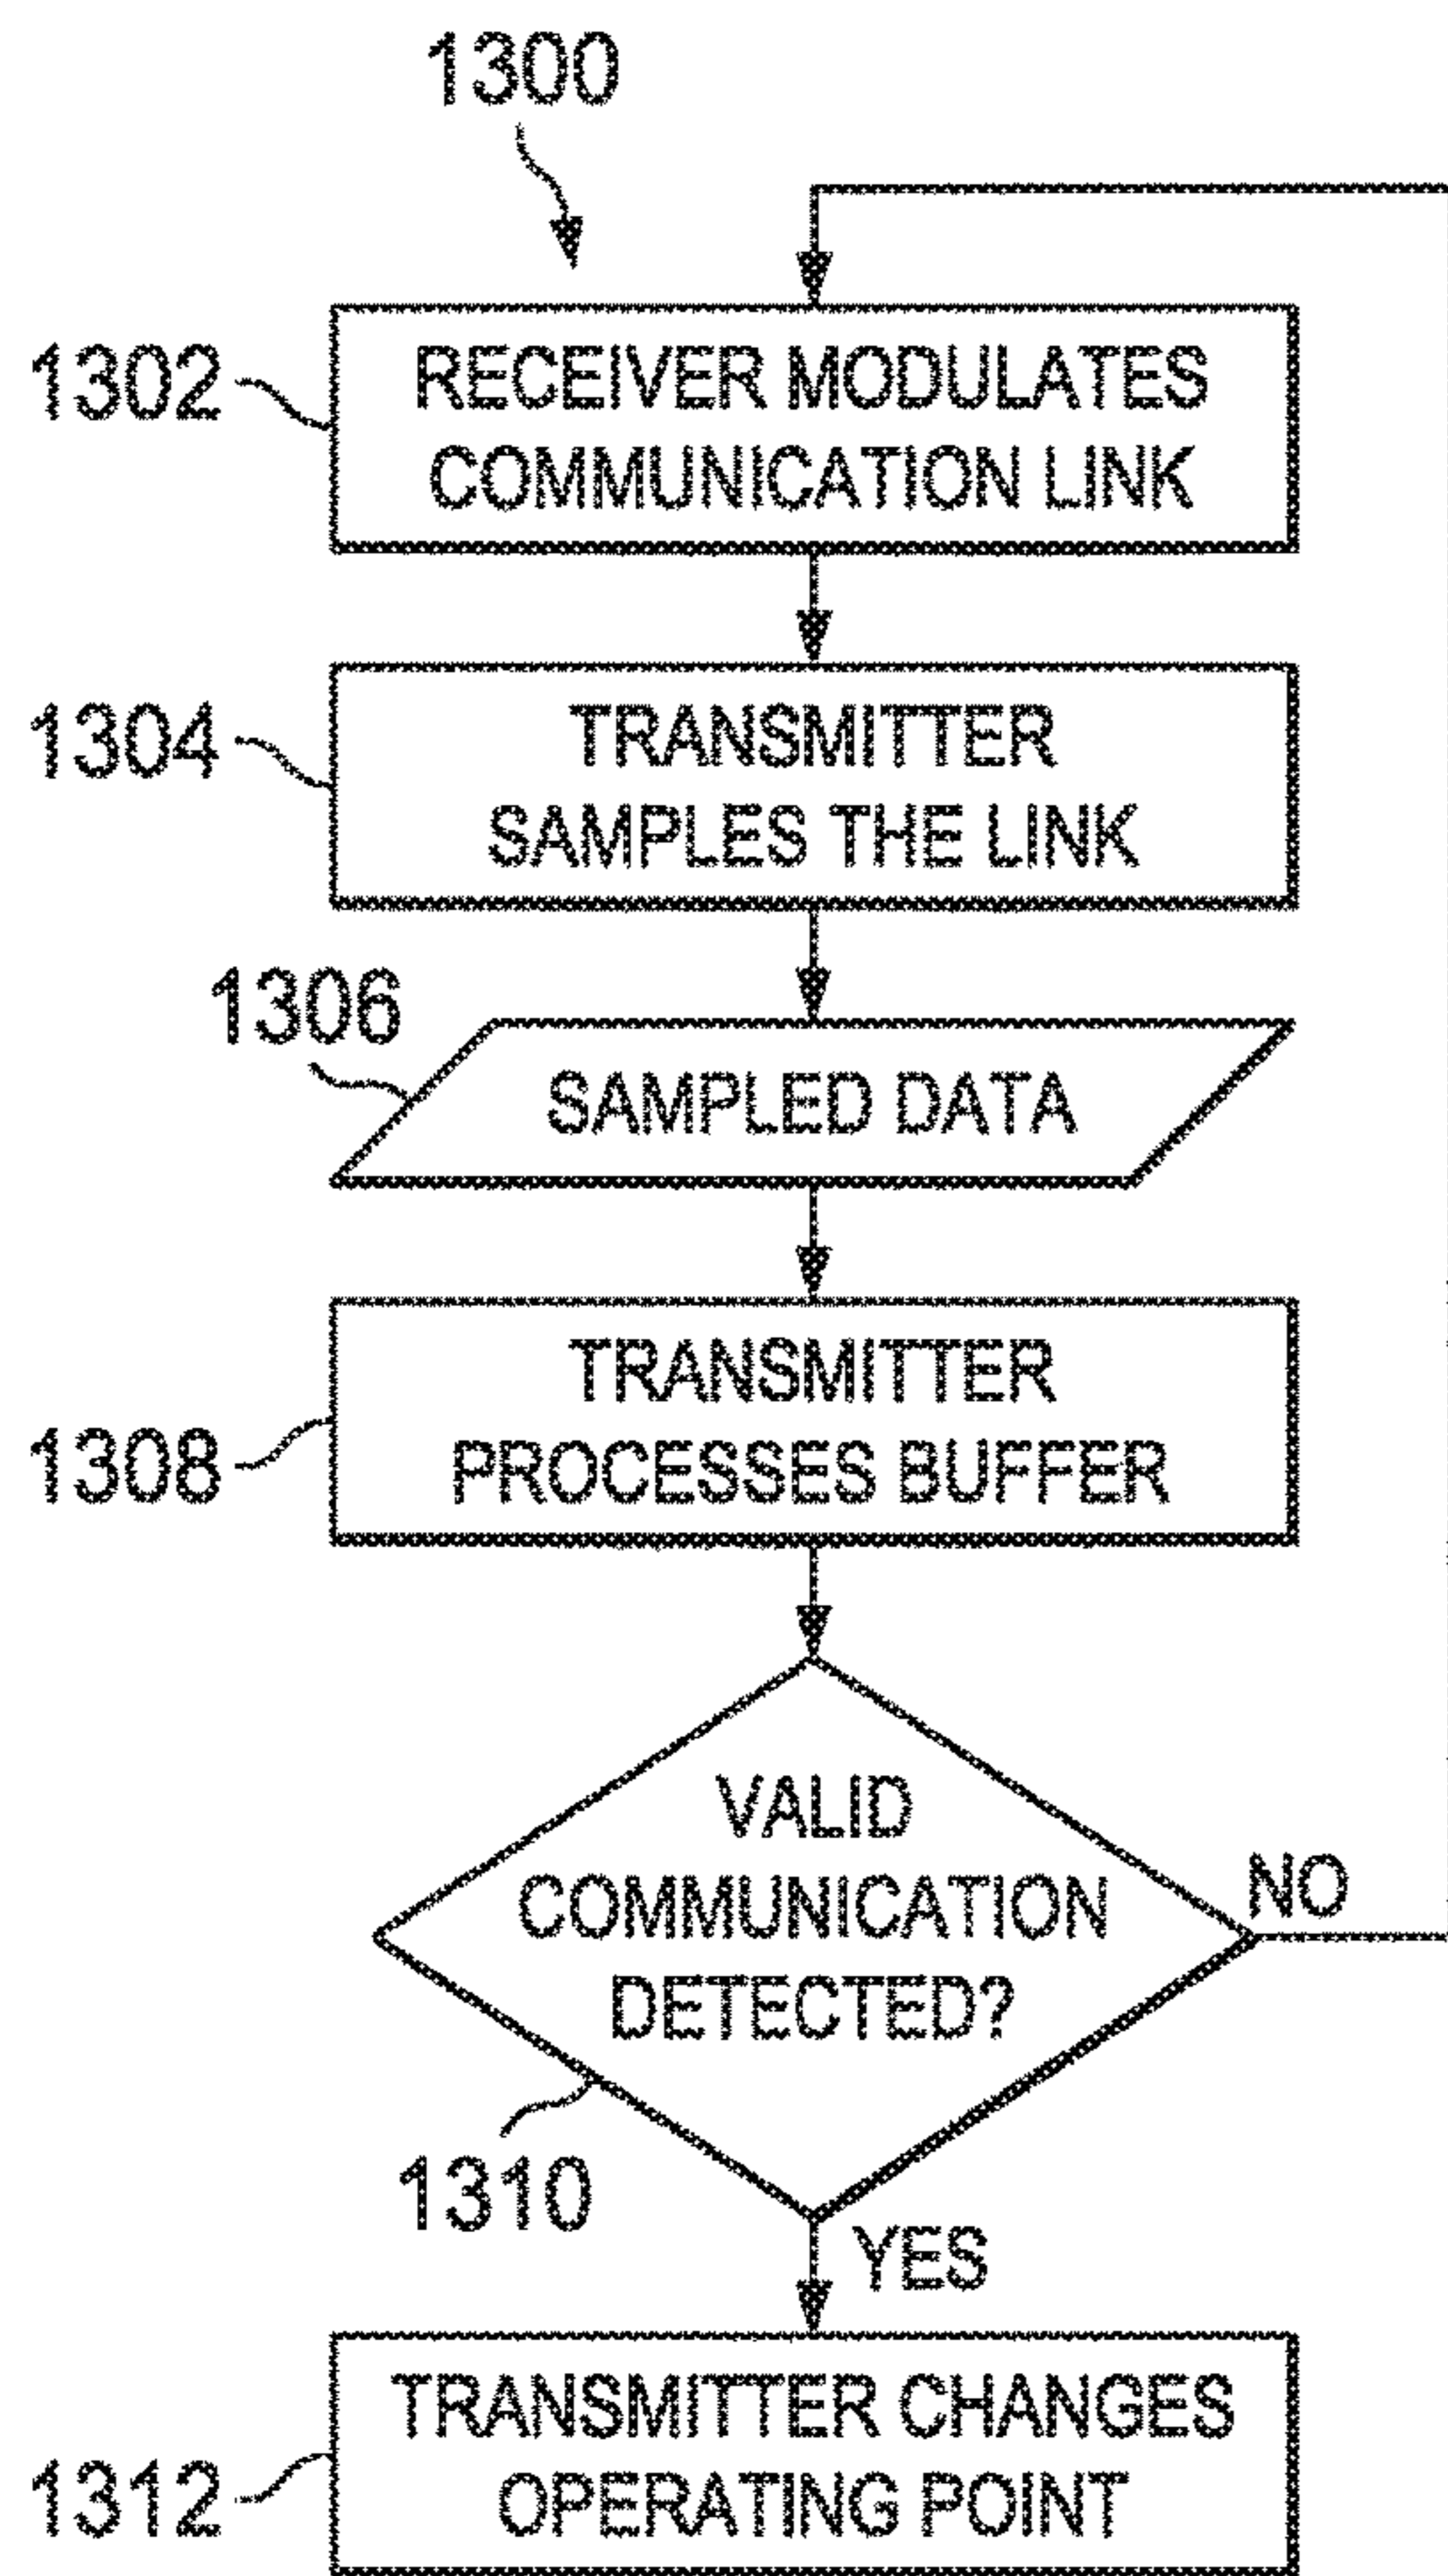 1300
1302
RECEIVER MODULATES
COMMUNICATION LINK
1304
TRANSMITTER
SAMPLES THE LINK
1306
SAMPLED DATA
1308
TRANSMITTER
PROCESSES BUFFER
VALID
COMMUNICATION
DETECTED?
NO
1310
YES
1312
TRANSMITTER CHANGES
OPERATING POINT